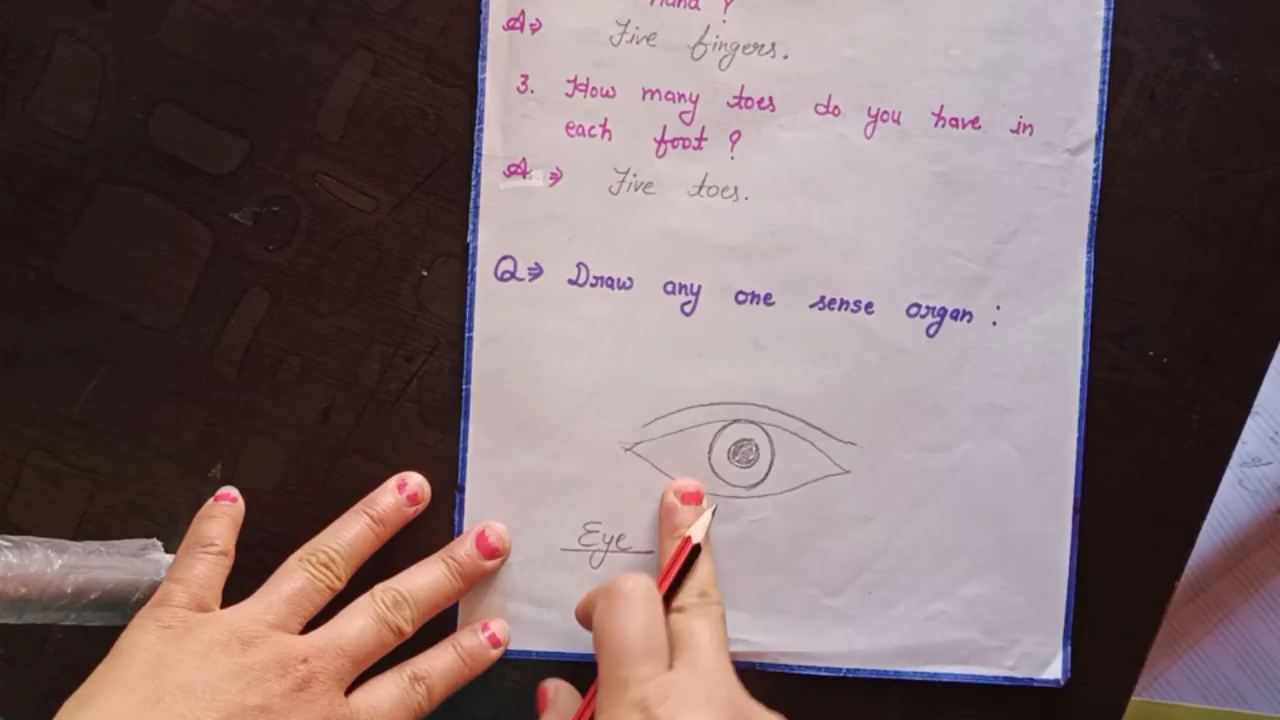 hand ?
A⇒ Five fingers.
3. How many toes do you have in
each foot ?
A. ⇒ Five toes.
Q⇒ Draw any one sense organ :
Eye